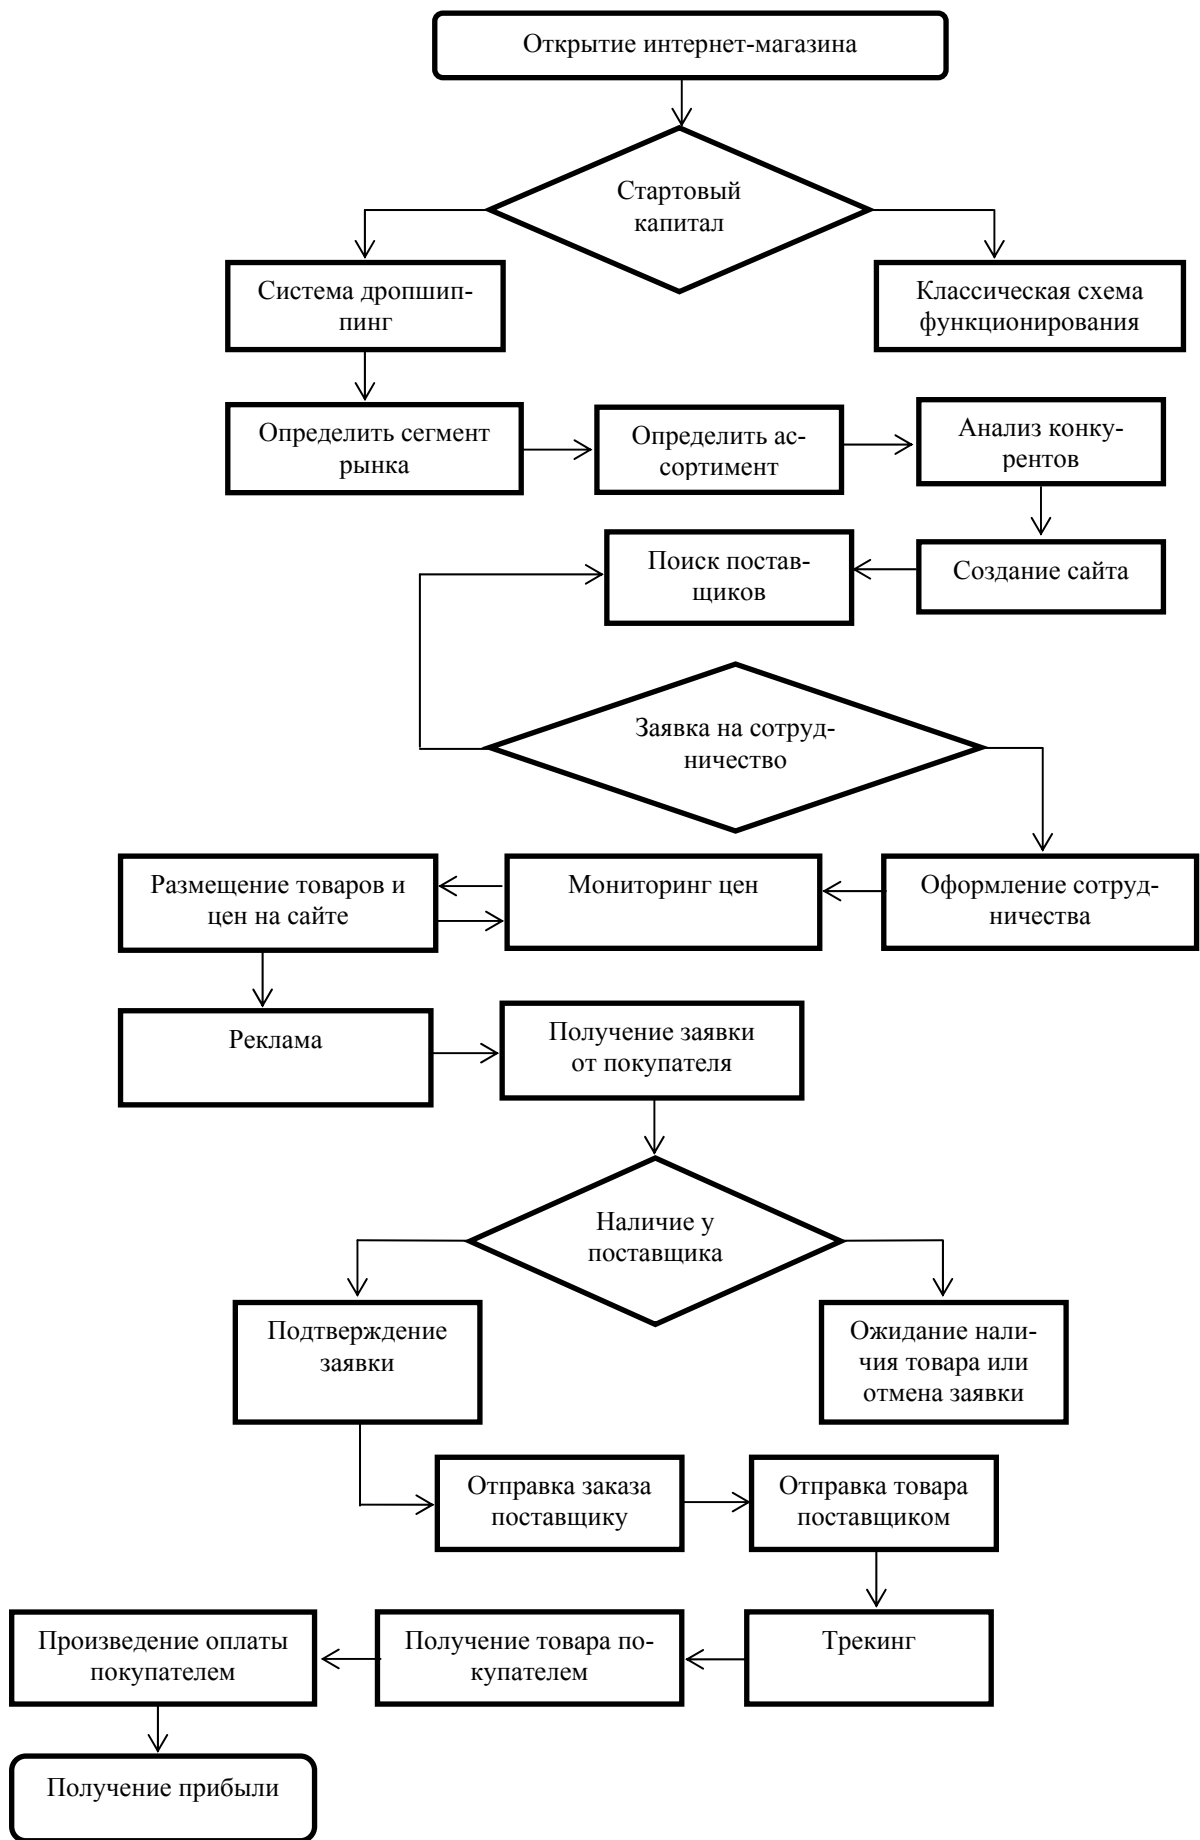 Открытие интернет-магазина
Стартовый
капитал
Система дропшип-
пинг
Классическая схема
функционирования
Определить сегмент
рынка
Определить ас-
сортимент
Анализ конку-
рентов
Поиск постав-
щиков
Создание сайта
Заявка на сотруд-
ничество
Размещение товаров и
цен на сайте
Мониторинг цен
Оформление сотруд-
ничества
Реклама
Получение заявки
от покупателя
Наличие у
поставщика
Подтверждение
заявки
Ожидание нали-
чия товара или
отмена заявки
Отправка заказа
поставщику
Отправка товара
поставщиком
Произведение оплаты
покупателем
Получение товара по-
купателем
Трекинг
Получение прибыли